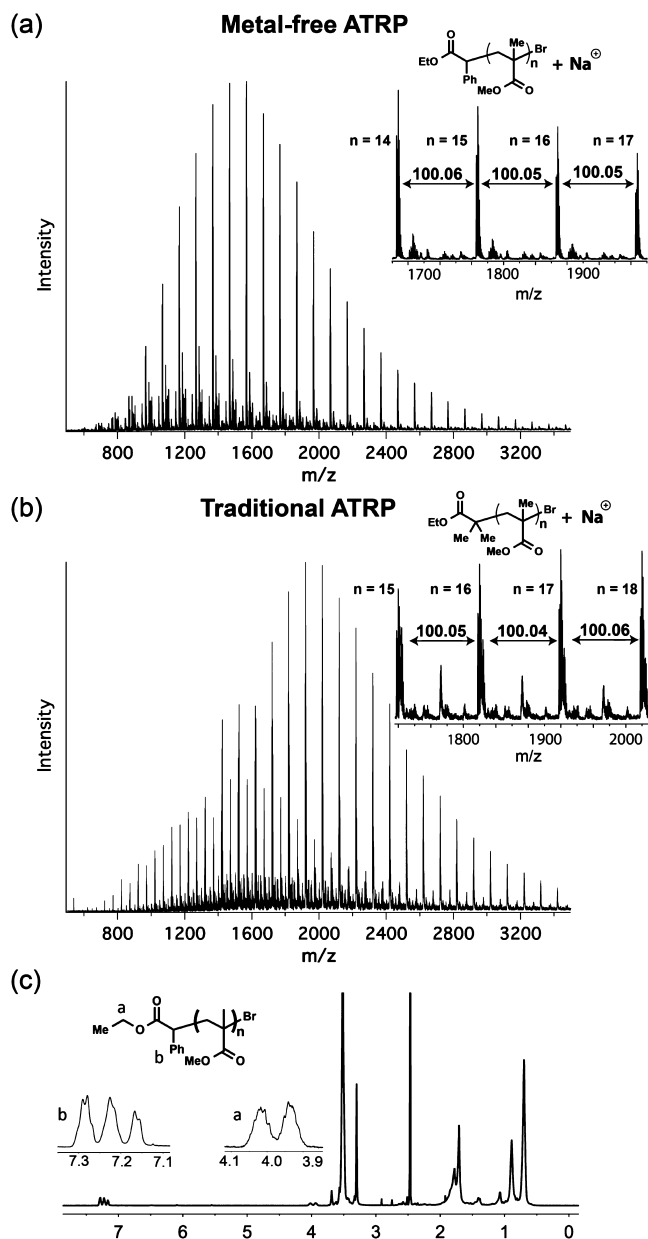 (a)
Metal-free ATRP
EtO
O
Ph
Me
Br
n
MeO
O
+ Na⊕
n = 14
n = 15
n = 16
n = 17
100.06
100.05
100.05
1700
1800
1900
m/z
Intensity
800
1200
1600
2000
2400
2800
3200
m/z
(b)
Traditional ATRP
EtO
O
Me
Me
Me
Br
n
MeO
O
+ Na⊕
n = 15
n = 16
n = 17
n = 18
100.05
100.04
100.06
1800
1900
2000
m/z
Intensity
800
1200
1600
2000
2400
2800
3200
m/z
(c)
a
Me
O
O
b
Ph
Br
n
MeO
O
b
7.3
7.2
7.1
a
4.1
4.0
3.9
7
6
5
4
3
2
1
0